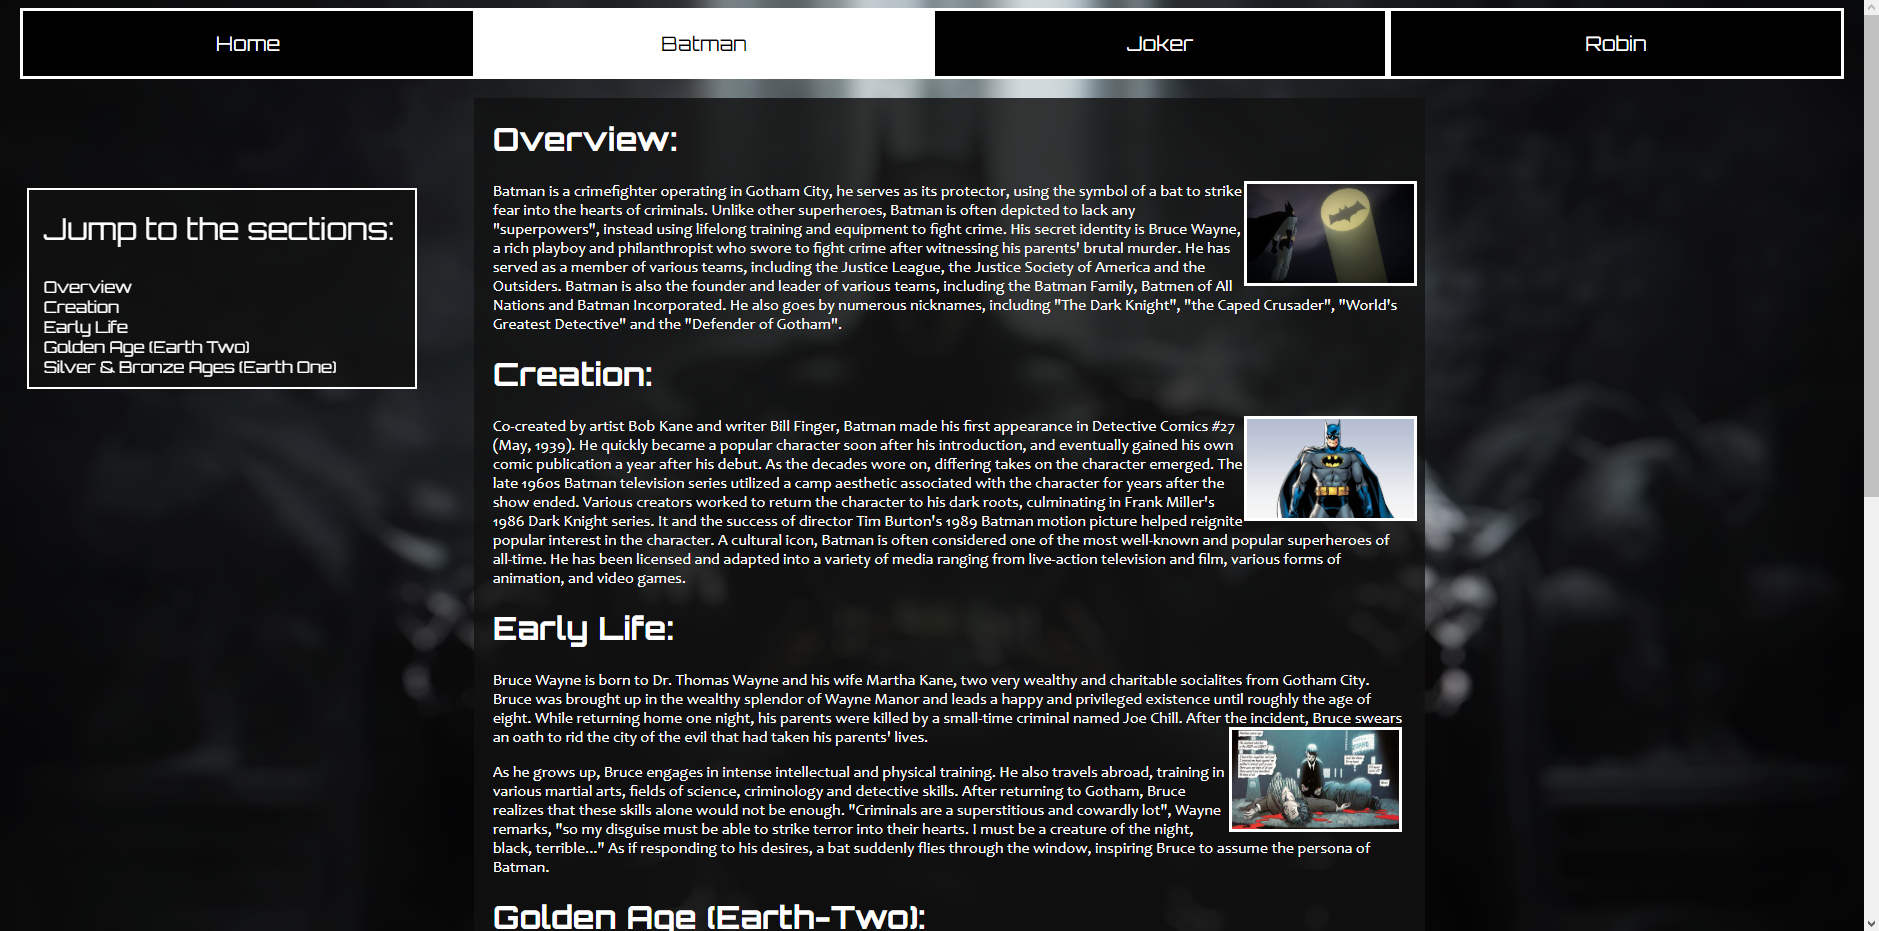 Home
Batman
Joker
Robin
Jump to the sections:
Overview
Creation
Early Life
Golden Age (Earth Two)
Silver & Bronze Ages (Earth One)
Overview:
Batman is a crimefighter operating in Gotham City, he serves as its protector, using the symbol of a bat to strike
fear into the hearts of criminals. Unlike other superheroes, Batman is often depicted to lack any
"superpowers", instead using lifelong training and equipment to fight crime. His secret identity is Bruce Wayne,
a rich playboy and philanthropist who swore to fight crime after witnessing his parents' brutal murder. He has
served as a member of various teams, including the Justice League, the Justice Society of America and the
Outsiders. Batman is also the founder and leader of various teams, including the Batman Family, Batmen of All
Nations and Batman Incorporated. He also goes by numerous nicknames, including "The Dark Knight", "the Caped Crusader", "World's
Greatest Detective" and the "Defender of Gotham".
Creation:
Co-created by artist Bob Kane and writer Bill Finger, Batman made his first appearance in Detective Comics #27
(May, 1939). He quickly became a popular character soon after his introduction, and eventually gained his own
comic publication a year after his debut. As the decades wore on, differing takes on the character emerged. The
late 1960s Batman television series utilized a camp aesthetic associated with the character for years after the
show ended. Various creators worked to return the character to his dark roots, culminating in Frank Miller's
1986 Dark Knight series. It and the success of director Tim Burton's 1989 Batman motion picture helped reignite
popular interest in the character. A cultural icon, Batman is often considered one of the most well-known and popular superheroes of
all-time. He has been licensed and adapted into a variety of media ranging from live-action television and film, various forms of
animation, and video games.
Early Life:
Bruce Wayne is born to Dr. Thomas Wayne and his wife Martha Kane, two very wealthy and charitable socialites from Gotham City.
Bruce was brought up in the wealthy splendor of Wayne Manor and leads a happy and privileged existence until roughly the age of
eight. While returning home one night, his parents were killed by a small-time criminal named Joe Chill. After the incident, Bruce swears
an oath to rid the city of the evil that had taken his parents' lives.
As he grows up, Bruce engages in intense intellectual and physical training. He also travels abroad, training in
various martial arts, fields of science, criminology and detective skills. After returning to Gotham, Bruce
realizes that these skills alone would not be enough. "Criminals are a superstitious and cowardly lot", Wayne
remarks, "so my disguise must be able to strike terror into their hearts. I must be a creature of the night,
black, terrible..." As if responding to his desires, a bat suddenly flies through the window, inspiring Bruce to assume the persona of
Batman.
Golden Age (Earth-Two):